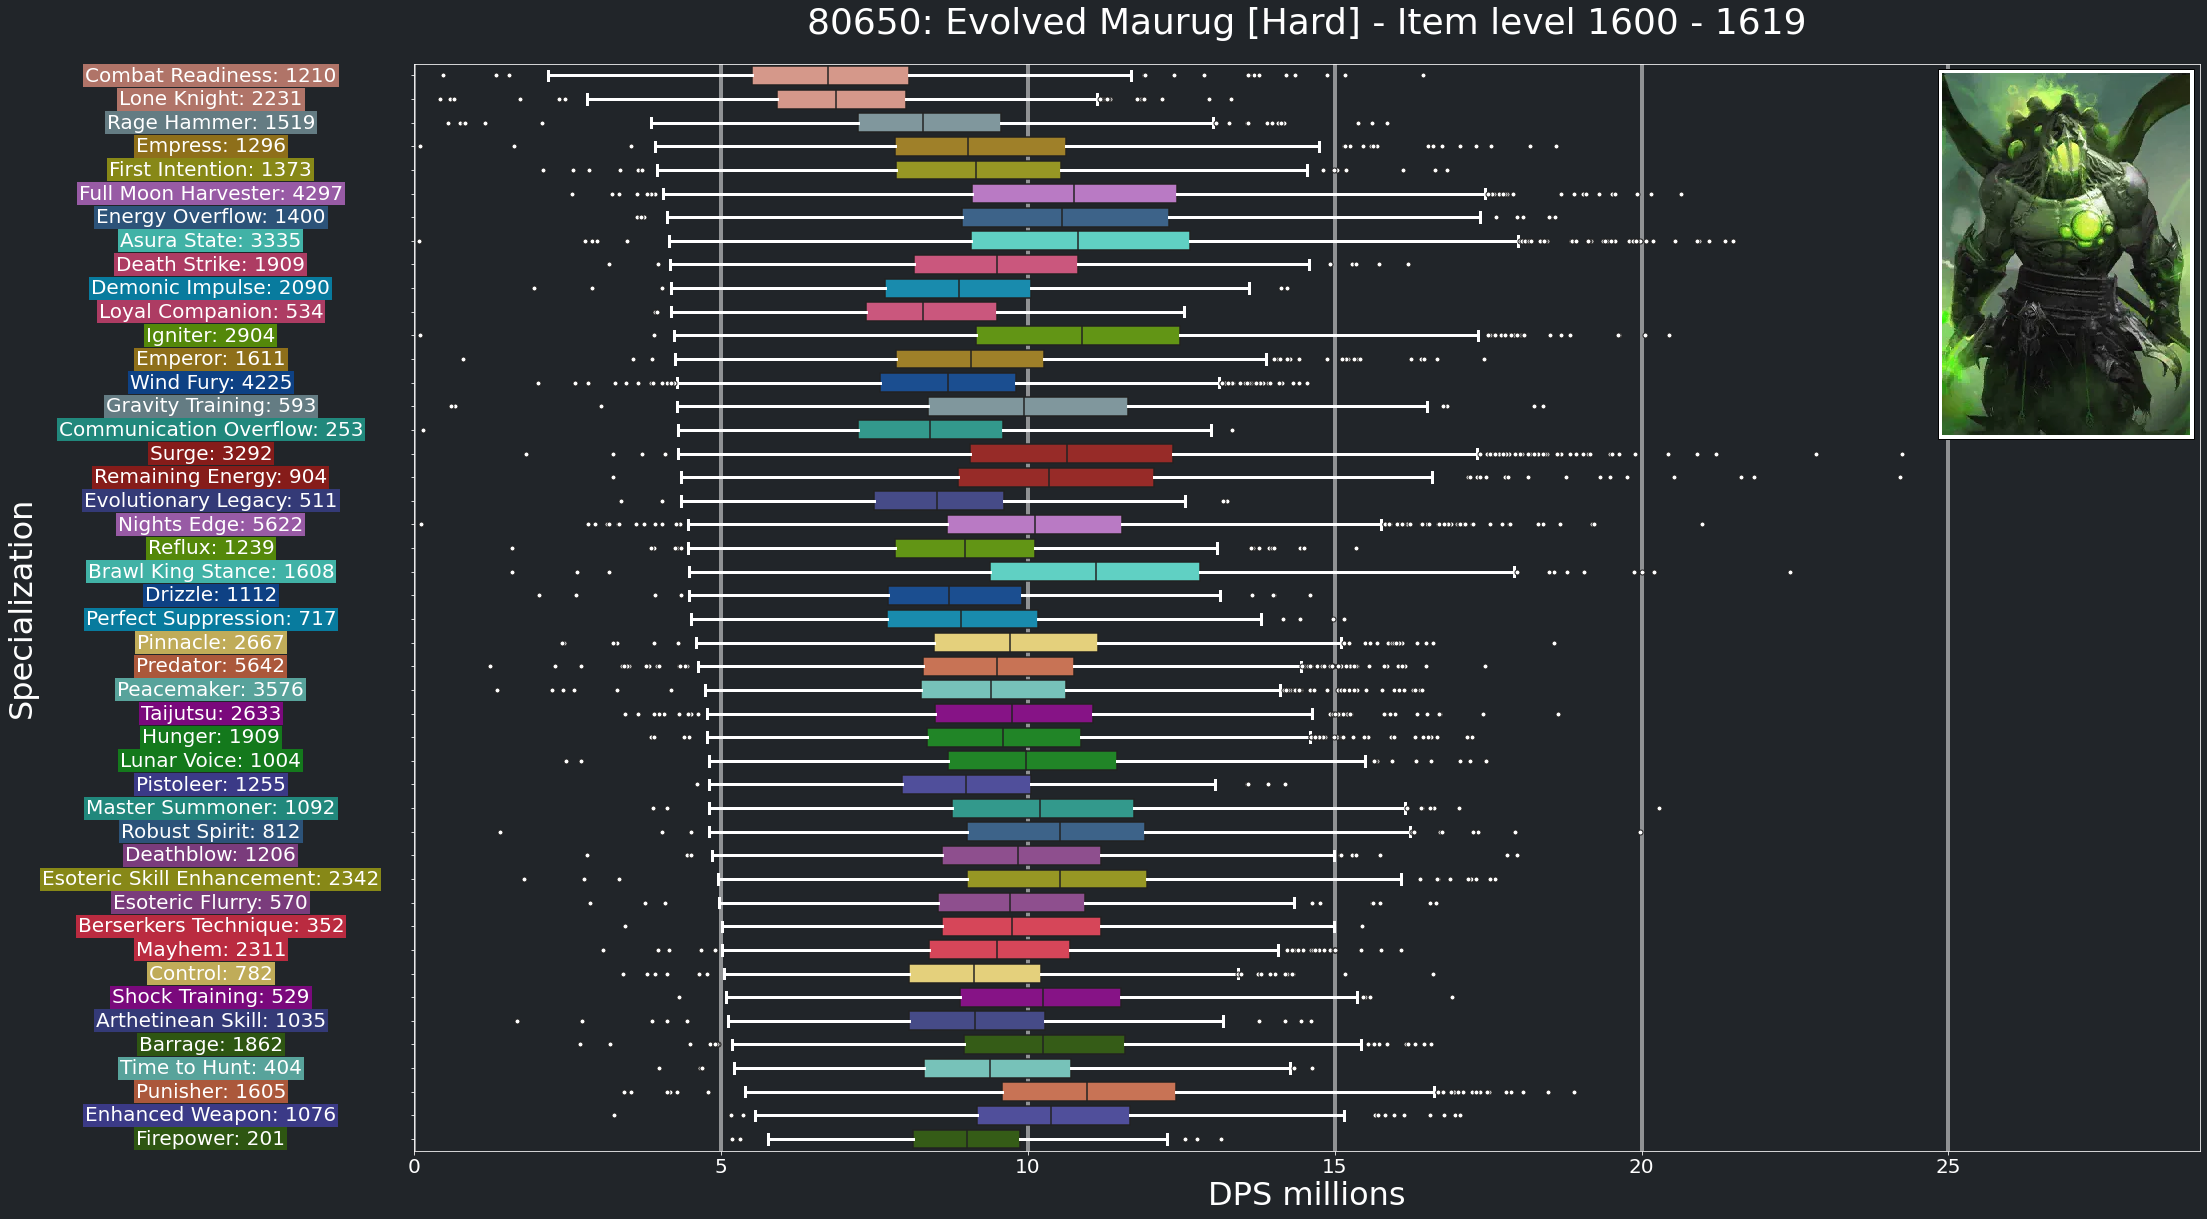 80650: Evolved Maurug [Hard] - Item level 1600 - 1619
Specialization
Combat Readiness: 1210
Lone Knight: 2231
Rage Hammer: 1519
Empress: 1296
First Intention: 1373
Full Moon Harvester: 4297
Energy Overflow: 1400
Asura State: 3335
Death Strike: 1909
Demonic Impulse: 2090
Loyal Companion: 534
Igniter: 2904
Emperor: 1611
Wind Fury: 4225
Gravity Training: 593
Communication Overflow: 253
Surge: 3292
Remaining Energy: 904
Evolutionary Legacy: 511
Nights Edge: 5622
Reflux: 1239
Brawl King Stance: 1608
Drizzle: 1112
Perfect Suppression: 717
Pinnacle: 2667
Predator: 5642
Peacemaker: 3576
Taijutsu: 2633
Hunger: 1909
Lunar Voice: 1004
Pistoleer: 1255
Master Summoner: 1092
Robust Spirit: 812
Deathblow: 1206
Esoteric Skill Enhancement: 2342
Esoteric Flurry: 570
Berserkers Technique: 352
Mayhem: 2311
Control: 782
Shock Training: 529
Arthetinean Skill: 1035
Barrage: 1862
Time to Hunt: 404
Punisher: 1605
Enhanced Weapon: 1076
Firepower: 201
0 5 10 15 20 25
DPS millions